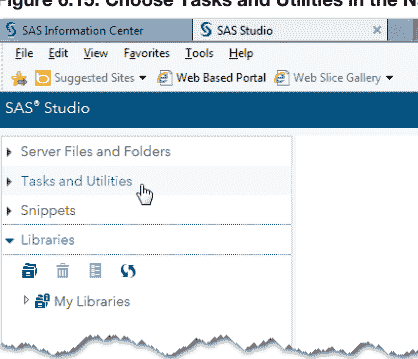 Figure 6.15: Choose Tasks and Utilities in the Na
SAS Information Center
SAS Studio
File Edit View Favorites Tools Help
Suggested Sites Web Based Portal Web Slice Gallery
SAS® Studio
Server Files and Folders
Tasks and Utilities
Snippets
Libraries
My Libraries